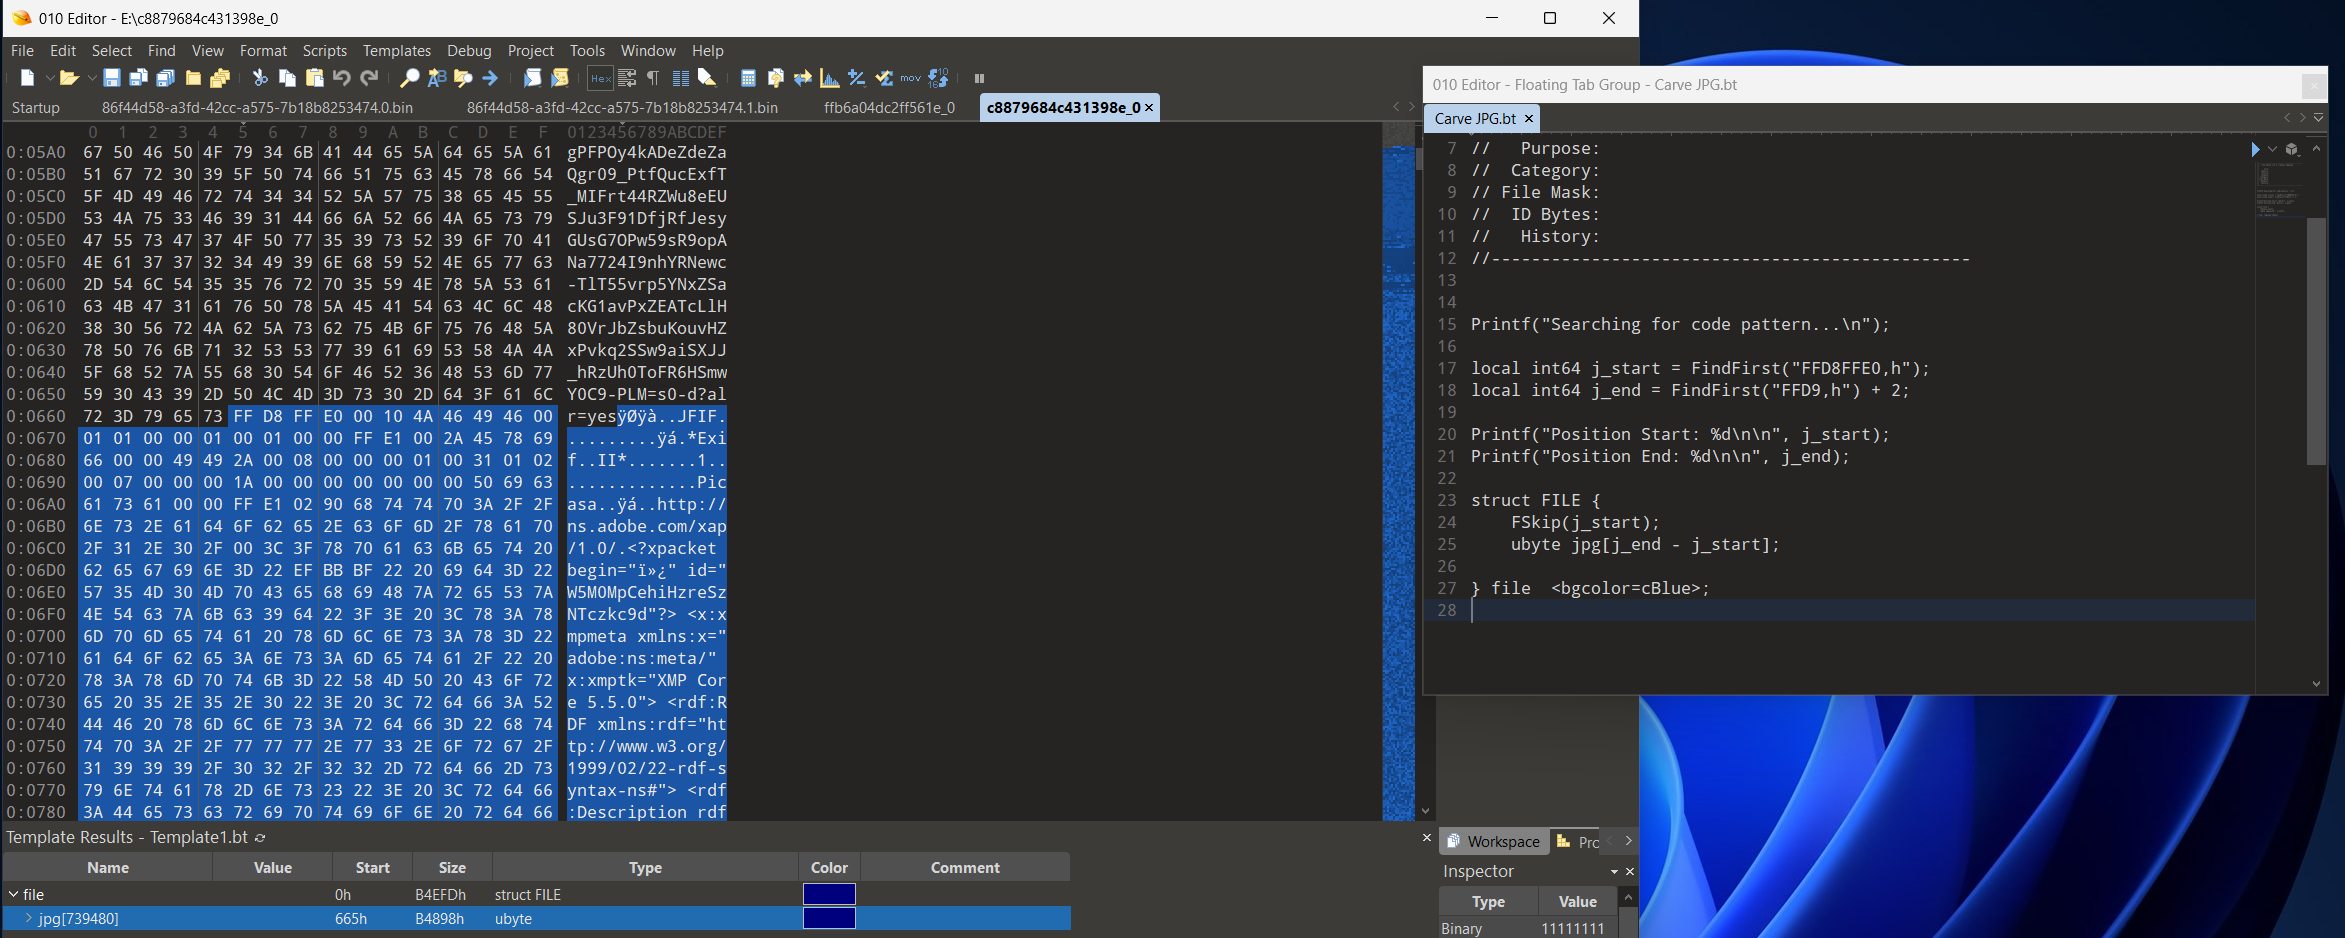 010 Editor - E:\c8879684c431398e_0
File Edit Select Find View Format Scripts Templates Debug Project Tools Window Help
Hex mov
Startup 86f44d58-a3fd-42cc-a575-7b18b8253474.0.bin 86f44d58-a3fd-42cc-a575-7b18b8253474.1.bin ffb6a04dc2ff561e_0 c8879684c431398e_0 ×
0 1 2 3 4 5 6 7 8 9 A B C D E F 0123456789ABCDEF
0:05A0 67 50 46 50 4F 79 34 6B 41 44 65 5A 64 65 5A 61 gPFPOy4kADeZdeZa
0:05B0 51 67 72 30 39 5F 50 74 66 51 75 63 45 78 66 54 Qgr09_PtfQucExfT
0:05C0 5F 4D 49 46 72 74 34 34 52 5A 57 75 38 65 45 55 _MIFrt44RZWu8eEU
0:05D0 53 4A 75 33 46 39 31 44 66 6A 52 66 4A 65 73 79 SJu3F91DfjRfJesy
0:05E0 47 55 73 47 37 4F 50 77 35 39 73 52 39 6F 70 41 GUsG7OPw59sR9opA
0:05F0 4E 61 37 37 32 34 49 39 6E 68 59 52 4E 65 77 63 Na7724I9nhYRNewc
0:0600 2D 54 6C 54 35 35 76 72 70 35 59 4E 78 5A 53 61 -TlT55vrp5YNxZSa
0:0610 63 4B 47 31 61 76 50 78 5A 45 41 54 63 4C 6C 48 cKG1avPxZEATcLlH
0:0620 38 30 56 72 4A 62 5A 73 62 75 4B 6F 75 76 48 5A 80VrJbZsbuKouvHZ
0:0630 78 50 76 6B 71 32 53 53 77 39 61 69 53 58 4A 4A xPvkq2SSw9aiSXJJ
0:0640 5F 68 52 7A 55 68 30 54 6F 46 52 36 48 53 6D 77 _hRzUh0ToFR6HSmw
0:0650 59 30 43 39 2D 50 4C 4D 3D 73 30 2D 64 3F 61 6C Y0C9-PLM=s0-d?al
0:0660 72 3D 79 65 73 FF D8 FF E0 00 10 4A 46 49 46 00 r=yesÿØÿà..JFIF.
0:0670 01 01 00 00 01 00 01 00 00 FF E1 00 2A 45 78 69 .........ÿá.*Exi
0:0680 66 00 00 49 49 2A 00 08 00 00 00 01 00 31 01 02 f..II*.......1..
0:0690 00 07 00 00 00 1A 00 00 00 00 00 00 00 50 69 63 .............Pic
0:06A0 61 73 61 00 00 FF E1 02 90 68 74 74 70 3A 2F 2F asa..ÿá..http://
0:06B0 6E 73 2E 61 64 6F 62 65 2E 63 6F 6D 2F 78 61 70 ns.adobe.com/xap
0:06C0 2F 31 2E 30 2F 00 3C 3F 78 70 61 63 6B 65 74 20 /1.0/.<?xpacket
0:06D0 62 65 67 69 6E 3D 22 EF BB BF 22 20 69 64 3D 22 begin="ï»¿" id="
0:06E0 57 35 4D 30 4D 70 43 65 68 69 48 7A 72 65 53 7A W5M0MpCehiHzreSz
0:06F0 4E 54 63 7A 6B 63 39 64 22 3F 3E 20 3C 78 3A 78 NTczkc9d"?> <x:x
0:0700 6D 70 6D 65 74 61 20 78 6D 6C 6E 73 3A 78 3D 22 mpmeta xmlns:x="
0:0710 61 64 6F 62 65 3A 6E 73 3A 6D 65 74 61 2F 22 20 adobe:ns:meta/"
0:0720 78 3A 78 6D 70 74 6B 3D 22 58 4D 50 20 43 6F 72 x:xmptk="XMP Cor
0:0730 65 20 35 2E 35 2E 30 22 3E 20 3C 72 64 66 3A 52 e 5.5.0"> <rdf:R
0:0740 44 46 20 78 6D 6C 6E 73 3A 72 64 66 3D 22 68 74 DF xmlns:rdf="ht
0:0750 74 70 3A 2F 2F 77 77 77 2E 77 33 2E 6F 72 67 2F tp://www.w3.org/
0:0760 31 39 39 39 2F 30 32 2F 32 32 2D 72 64 66 2D 73 1999/02/22-rdf-s
0:0770 79 6E 74 61 78 2D 6E 73 23 22 3E 20 3C 72 64 66 yntax-ns#"> <rdf
0:0780 3A 44 65 73 63 72 69 70 74 69 6F 6E 20 72 64 66 :Description rdf
Template Results - Template1.bt
Name Value Start Size Type Color Comment
file 0h B4EFDh struct FILE
jpg[739480] 665h B4898h ubyte
010 Editor - Floating Tab Group - Carve JPG.bt
Carve JPG.bt ×
7 // Purpose:
8 // Category:
9 // File Mask:
10 // ID Bytes:
11 // History:
12 //------------------------------------------------
13
14
15 Printf("Searching for code pattern...\n");
16
17 local int64 j_start = FindFirst("FFD8FFE0,h");
18 local int64 j_end = FindFirst("FFD9,h") + 2;
19
20 Printf("Position Start: %d\n\n", j_start);
21 Printf("Position End: %d\n\n", j_end);
22
23 struct FILE {
24 FSkip(j_start);
25 ubyte jpg[j_end - j_start];
26
27 } file <bgcolor=cBlue>;
28
Workspace Pro
Inspector
Type Value
Binary 11111111